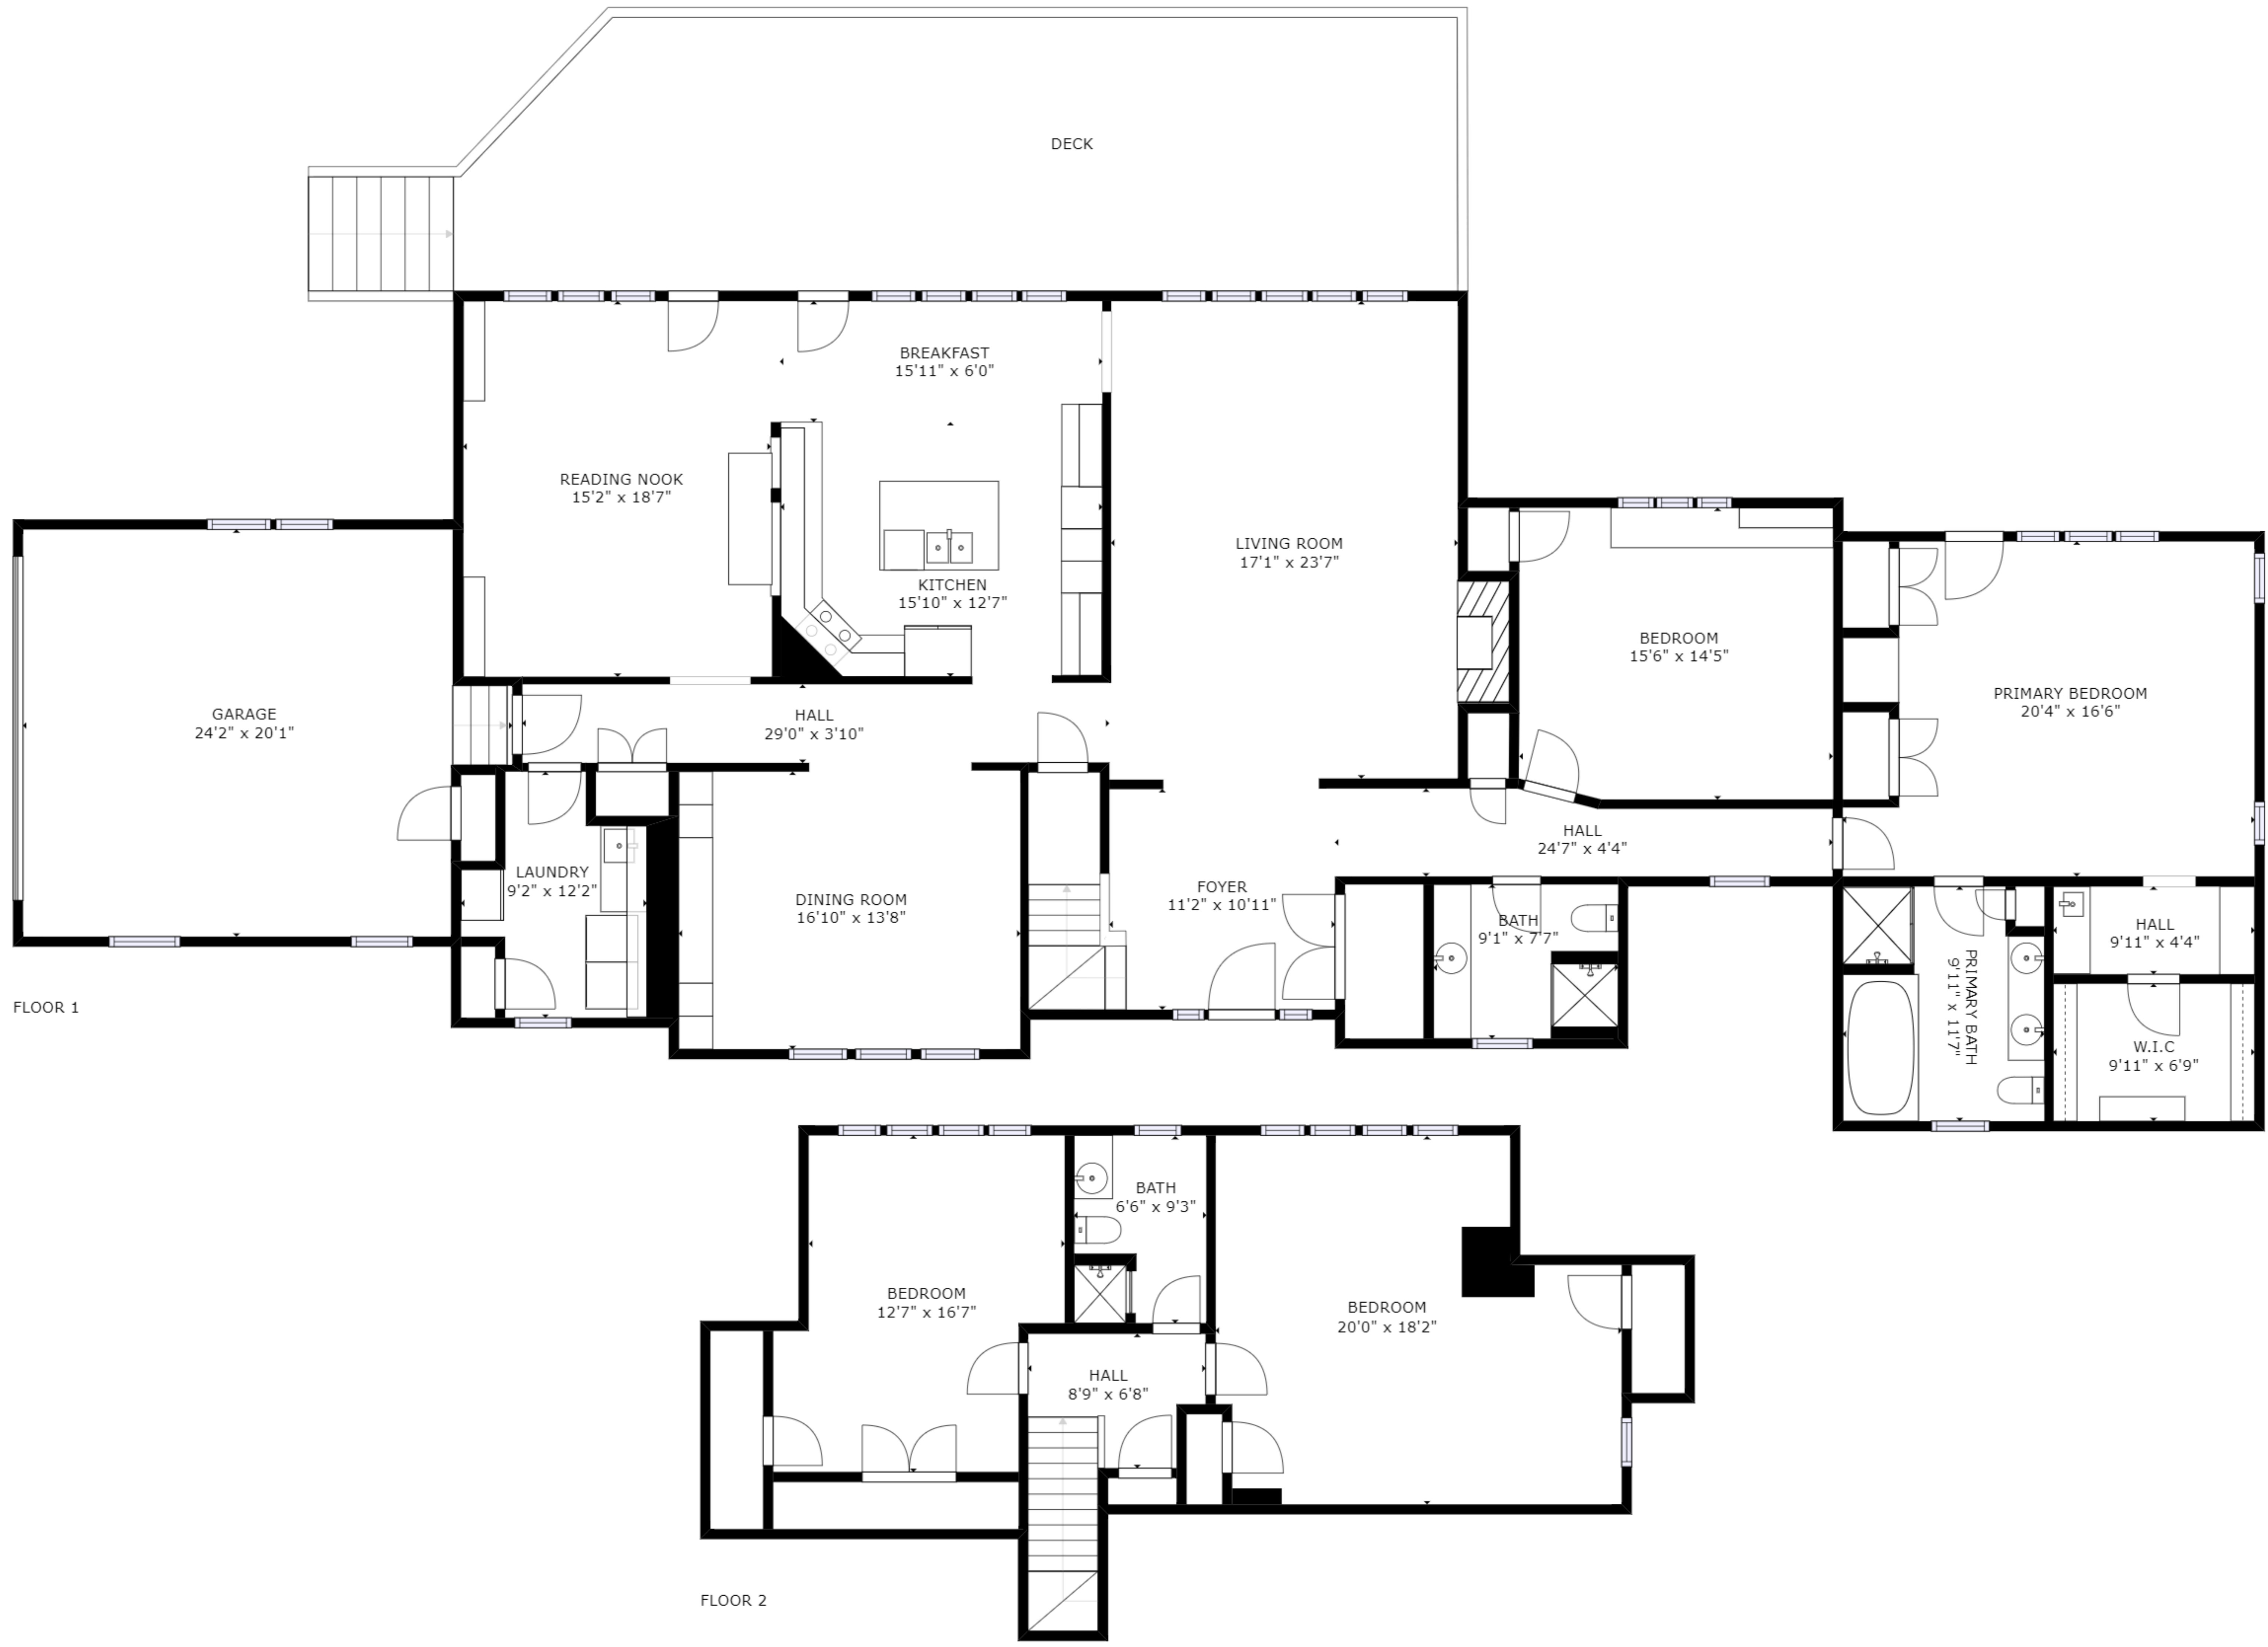 DECK
BREAKFAST
15'11" x 6'0"
READING NOOK
15'2" x 18'7"
LIVING ROOM
17'1" x 23'7"
KITCHEN
15'10" x 12'7"
BEDROOM
15'6" x 14'5"
PRIMARY BEDROOM
20'4" x 16'6"
GARAGE
24'2" x 20'1"
HALL
29'0" x 3'10"
HALL
24'7" x 4'4"
LAUNDRY
9'2" x 12'2"
DINING ROOM
16'10" x 13'8"
FOYER
11'2" x 10'11"
BATH
9'1" x 7'7"
HALL
9'11" x 4'4"
PRIMARY BATH
9'1" x 11'7"
W.I.C
9'11" x 6'9"
FLOOR 1
BATH
6'6" x 9'3"
BEDROOM
12'7" x 16'7"
BEDROOM
20'0" x 18'2"
HALL
8'9" x 6'8"
FLOOR 2